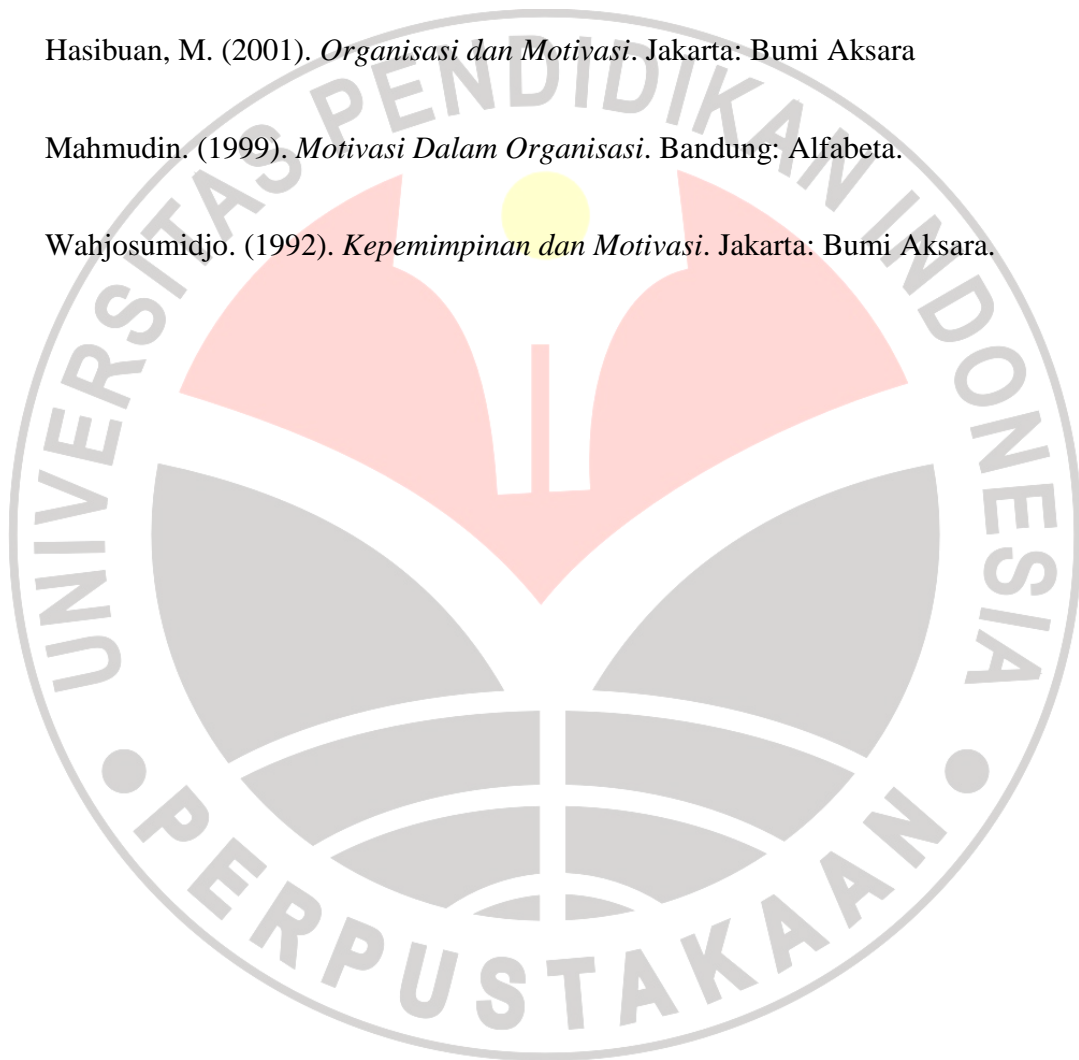 Hasibuan, M. (2001). Organisasi dan Motivasi. Jakarta: Bumi Aksara
Mahmudin. (1999). Motivasi Dalam Organisasi. Bandung: Alfabeta.
Wahjosumidjo. (1992). Kepemimpinan dan Motivasi. Jakarta: Bumi Aksara.
UNIVERSITAS PENDIDIKAN INDONESIA
PERPUSTAKAAN